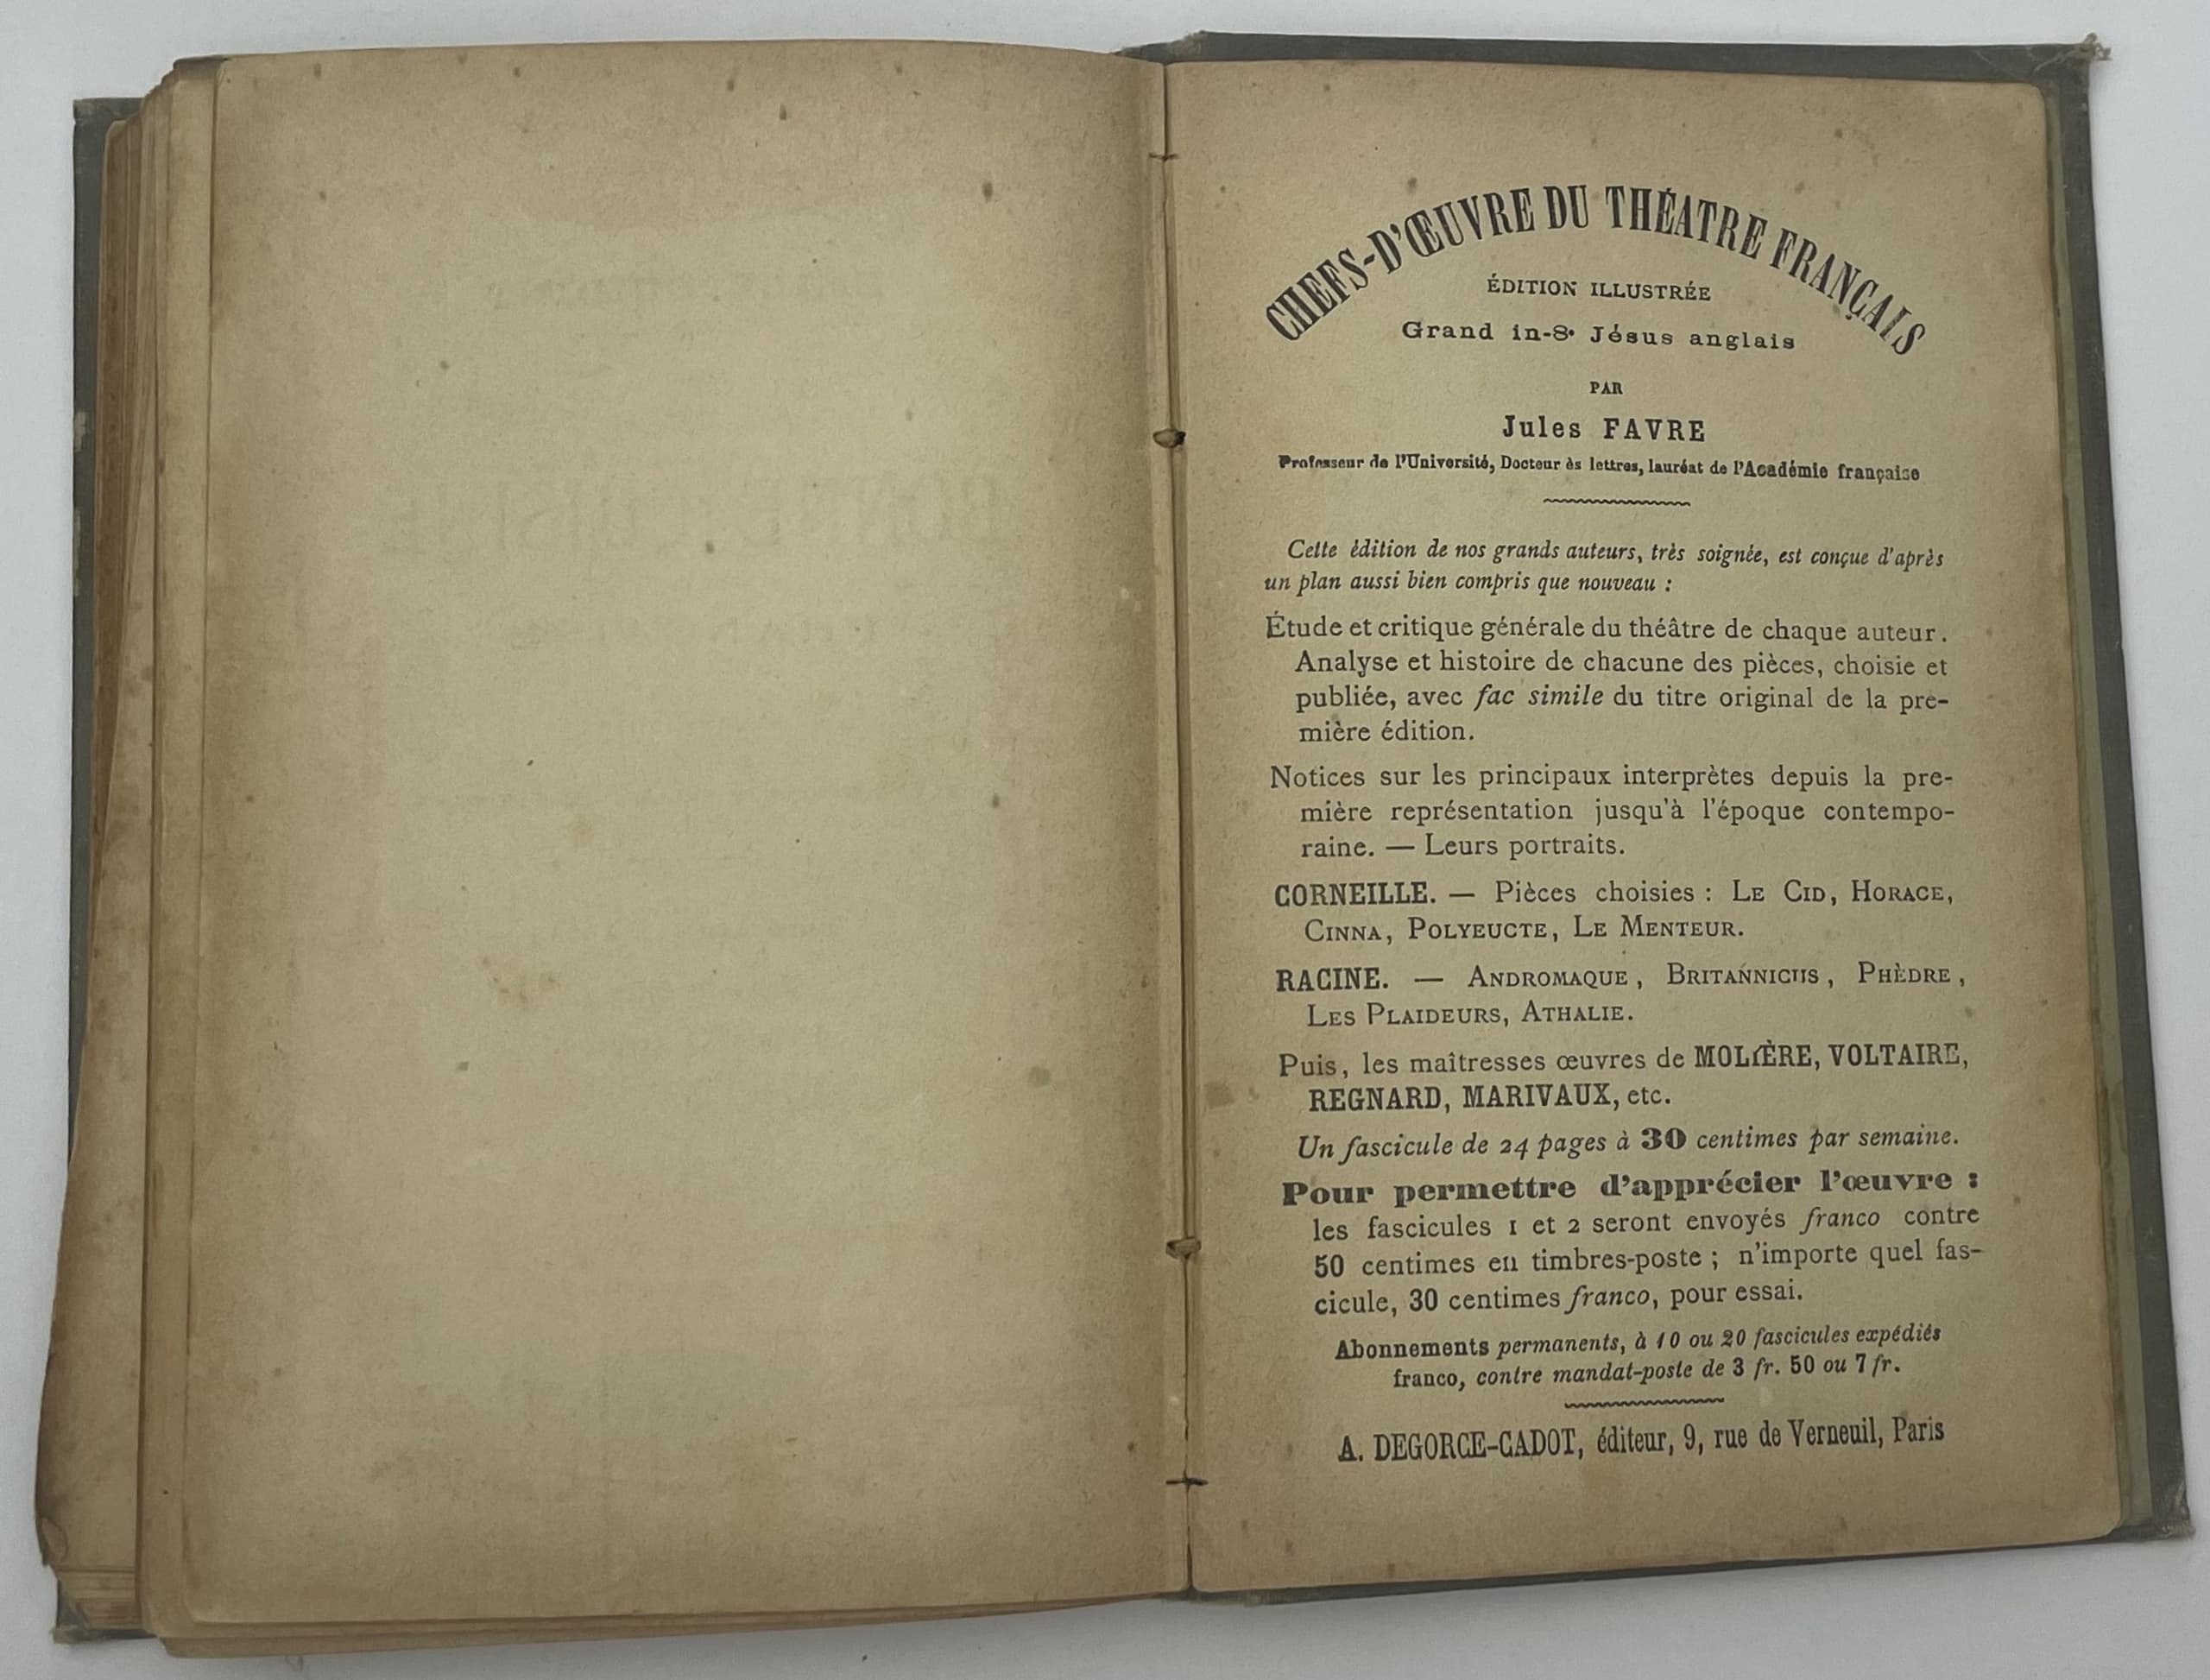 CHEFS-D'ŒUVRE DU THÉATRE FRANÇAIS
ÉDITION ILLUSTRÉE
Grand in-8º Jésus anglais
PAR
Jules FAVRE
Professeur de l'Université, Docteur ès lettres, lauréat de l'Académie française
Cette édition de nos grands auteurs, très soignée, est conçue d'après
un plan aussi bien compris que nouveau :
Étude et critique générale du théâtre de chaque auteur.
Analyse et histoire de chacune des pièces, choisie et
publiée, avec fac simile du titre original de la pre-
mière édition.
Notices sur les principaux interprètes depuis la pre-
mière représentation jusqu'à l'époque contempo-
raine. — Leurs portraits.
CORNEILLE. — Pièces choisies : LE CID, HORACE,
CINNA, POLYEUCTE, LE MENTEUR.
RACINE. — ANDROMAQUE, BRITANNICUS, PHÈDRE,
LES PLAIDEURS, ATHALIE.
Puis, les maîtresses œuvres de MOLIÈRE, VOLTAIRE,
REGNARD, MARIVAUX, etc.
Un fascicule de 24 pages à 30 centimes par semaine.
Pour permettre d'apprécier l'œuvre :
les fascicules 1 et 2 seront envoyés franco contre
50 centimes en timbres-poste ; n'importe quel fas-
cicule, 30 centimes franco, pour essai.
Abonnements permanents, à 10 ou 20 fascicules expédiés
franco, contre mandat-poste de 3 fr. 50 ou 7 fr.
A. DEGORCE-CADOT, éditeur, 9, rue de Verneuil, Paris